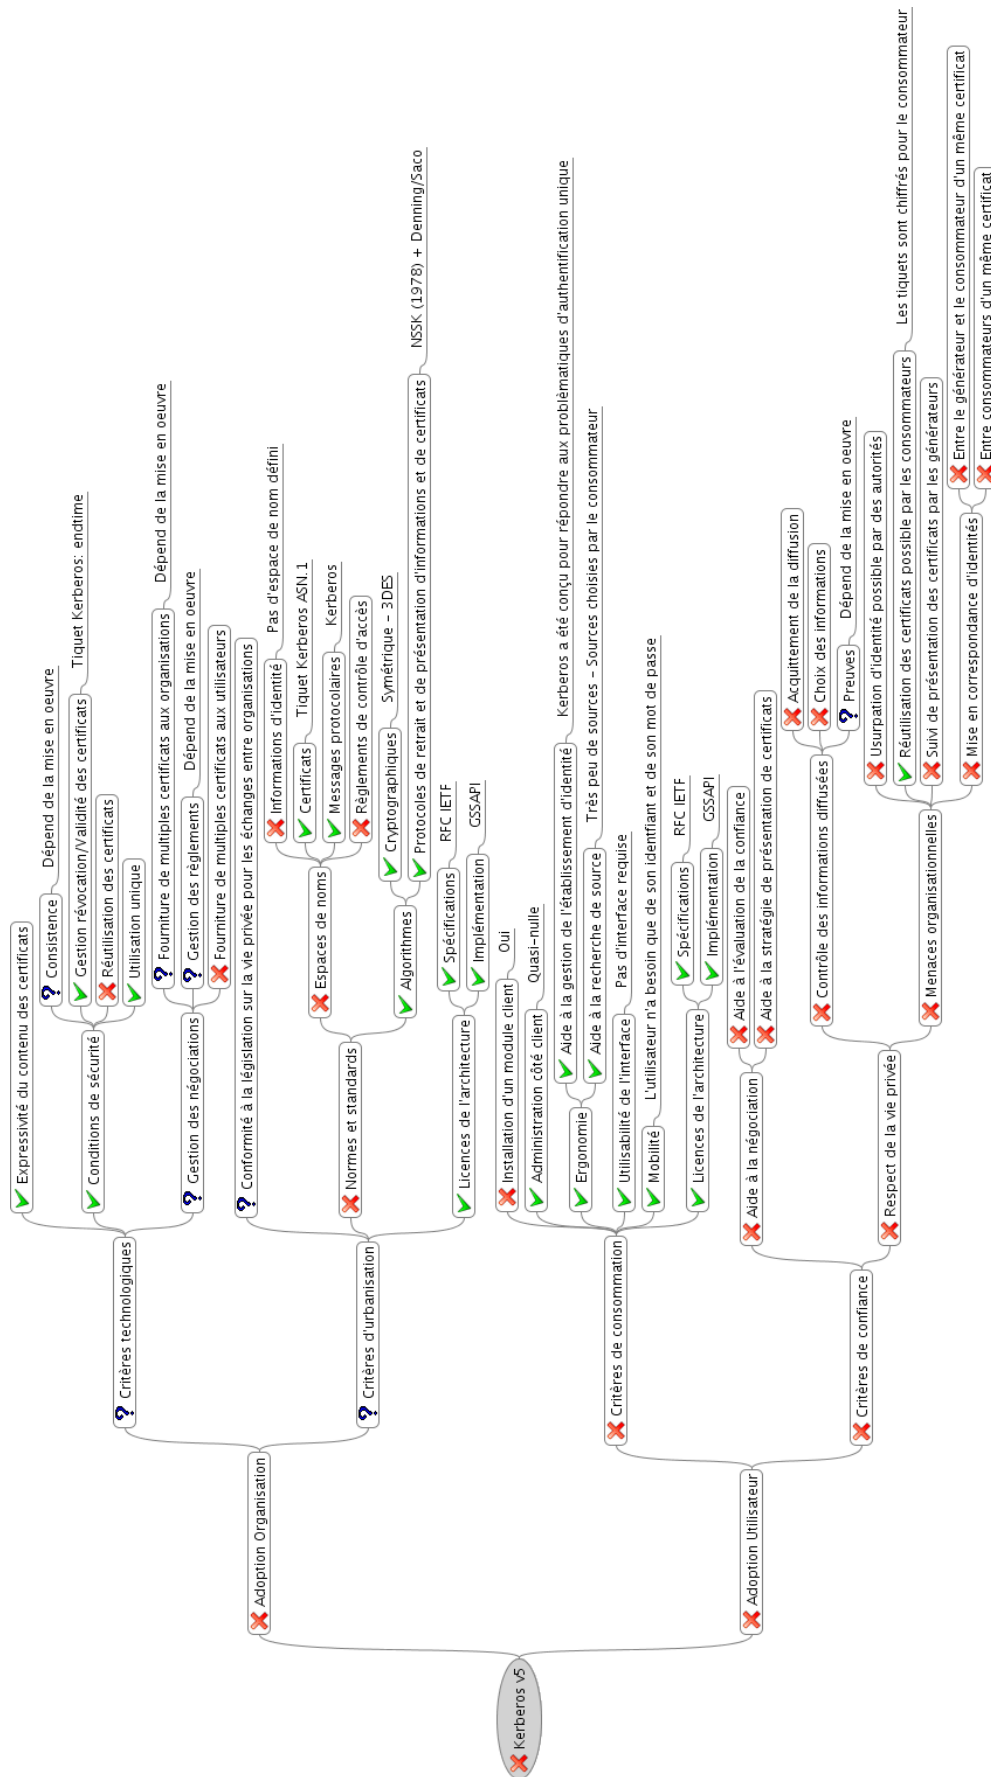 Kerberos v5
Adoption Organisation
Critères technologiques
Expressivité du contenu des certificats
Conditions de sécurité
Consistence
Dépend de la mise en oeuvre
Gestion révocation/Validité des certificats
Tiquet Kerberos: endtime
Réutilisation des certificats
Utilisation unique
Gestion des négociations
Fourniture de multiples certificats aux organisations
Dépend de la mise en oeuvre
Gestion des règlements
Dépend de la mise en oeuvre
Fourniture de multiples certificats aux utilisateurs
Critères d'urbanisation
Conformité à la législation sur la vie privée pour les échanges entre organisations
Normes et standards
Espaces de noms
Informations d'identité
Pas d'espace de nom défini
Certificats
Tiquet Kerberos ASN.1
Messages protocolaires
Kerberos
Règlements de contrôle d'accès
Algorithmes
Cryptographiques
Symétrique - 3DES
Protocoles de retrait et de présentation d'informations et de certificats
NSSK (1978) + Denning/Saco
Licences de l'architecture
Spécifications
RFC IETF
Implémentation
GSSAPI
Adoption Utilisateur
Critères de consommation
Installation d'un module client
Oui
Administration côté client
Quasi-nulle
Ergonomie
Aide à la gestion de l'établissement d'identité
Kerberos a été conçu pour répondre aux problèmatiques d'authentification unique
Aide à la recherche de source
Très peu de sources - Sources choisies par le consommateur
Utilisabilité de l'interface
Pas d'interface requise
Mobilité
L'utilisateur n'a besoin que de son identfiant et de son mot de passe
Licences de l'architecture
Spécifications
RFC IETF
Implémentation
GSSAPI
Critères de confiance
Aide à la négociation
Aide à l'évaluation de la confiance
Aide à la stratégie de présentation de certificats
Respect de la vie privée
Contrôle des informations diffusées
Acquittement de la diffusion
Choix des informations
Preuves
Dépend de la mise en oeuvre
Menaces organisationnelles
Usurpation d'identité possible par des autorités
Réutilisation des certificats possible par les consommateurs
Les tiquets sont chiffrés pour le consommateur
Suivi de présentation des certificats par les générateurs
Mise en correspondance d'identités
Entre le générateur et le consommateur d'un même certificat
Entre consommateurs d'un même certificat